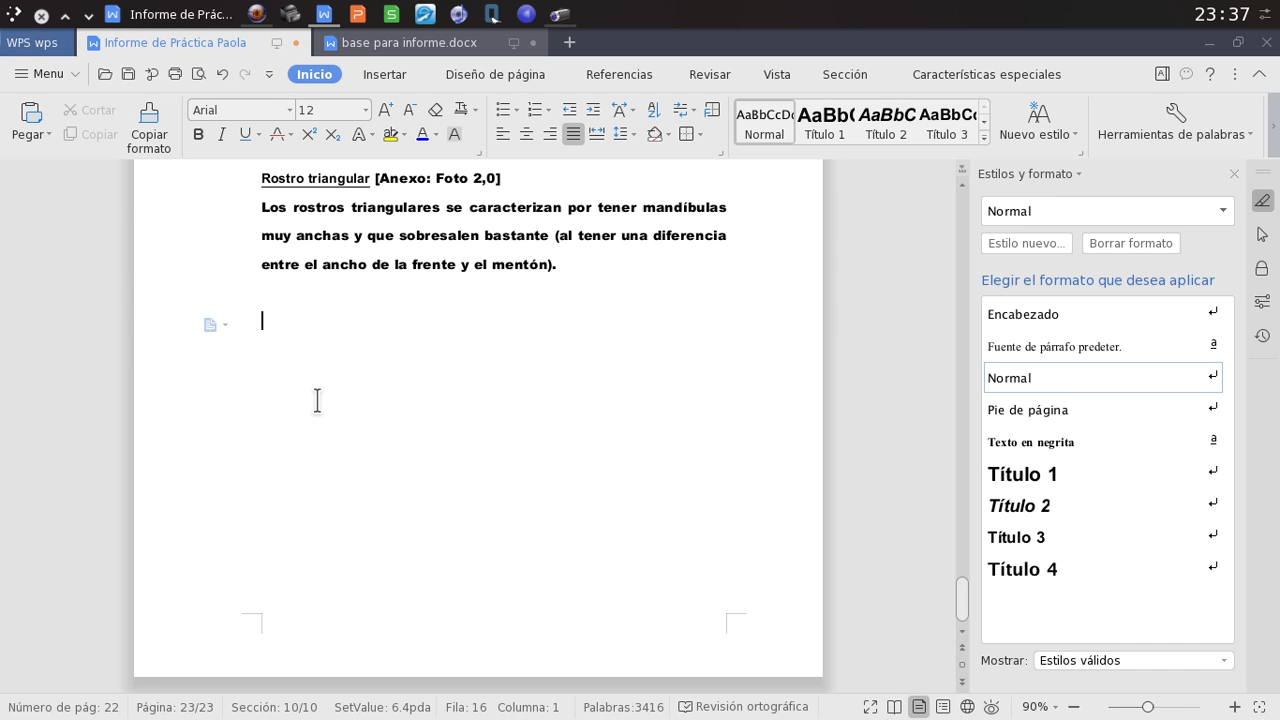 Informe de Prác...
23:37
WPS wps
Informe de Práctica Paola
base para informe.docx
Menu
Inicio
Insertar
Diseño de página
Referencias
Revisar
Vista
Sección
Características especiales
Pegar
Cortar
Copiar
Copiar formato
Arial
12
AaBbCcDc
Normal
AaBb(
Título 1
AaBbC
Título 2
AaBbCc
Título 3
Nuevo estilo
Herramientas de palabras
Rostro triangular [Anexo: Foto 2,0]
Los rostros triangulares se caracterizan por tener mandíbulas
muy anchas y que sobresalen bastante (al tener una diferencia
entre el ancho de la frente y el mentón).
Estilos y formato
Normal
Estilo nuevo...
Borrar formato
Elegir el formato que desea aplicar
Encabezado
Fuente de párrafo predeter.
Normal
Pie de página
Texto en negrita
Título 1
Título 2
Título 3
Título 4
Mostrar: Estilos válidos
Número de pág: 22
Página: 23/23
Sección: 10/10
SetValue: 6.4pda
Fila: 16
Columna: 1
Palabras:3416
Revisión ortográfica
90%